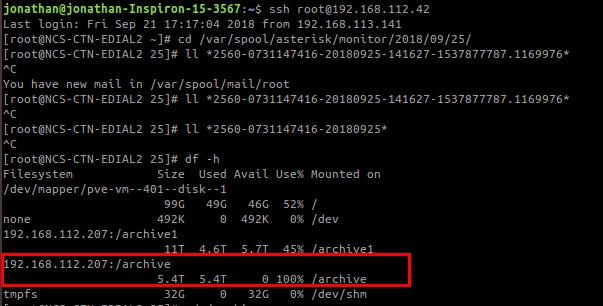 jonathan@jonathan-Inspiron-15-3567:~$ ssh root@192.168.112.42
Last login: Fri Sep 21 17:17:04 2018 from 192.168.113.141
[root@NCS-CTN-EDIAL2 ~]# cd /var/spool/asterisk/monitor/2018/09/25/
[root@NCS-CTN-EDIAL2 25]# ll *2560-0731147416-20180925-141627-1537877787.1169976*
^C
You have new mail in /var/spool/mail/root
[root@NCS-CTN-EDIAL2 25]# ll *2560-0731147416-20180925-141627-1537877787.1169976*
^C
[root@NCS-CTN-EDIAL2 25]# ll *2560-0731147416-20180925*
^C
[root@NCS-CTN-EDIAL2 25]# df -h
Filesystem Size Used Avail Use% Mounted on
/dev/mapper/pve-vm--401--disk--1
99G 49G 46G 52% /
none 492K 0 492K 0% /dev
192.168.112.207:/archive1
11T 4.6T 5.7T 45% /archive1
192.168.112.207:/archive
5.4T 5.4T 0 100% /archive
tmpfs 32G 0 32G 0% /dev/shm